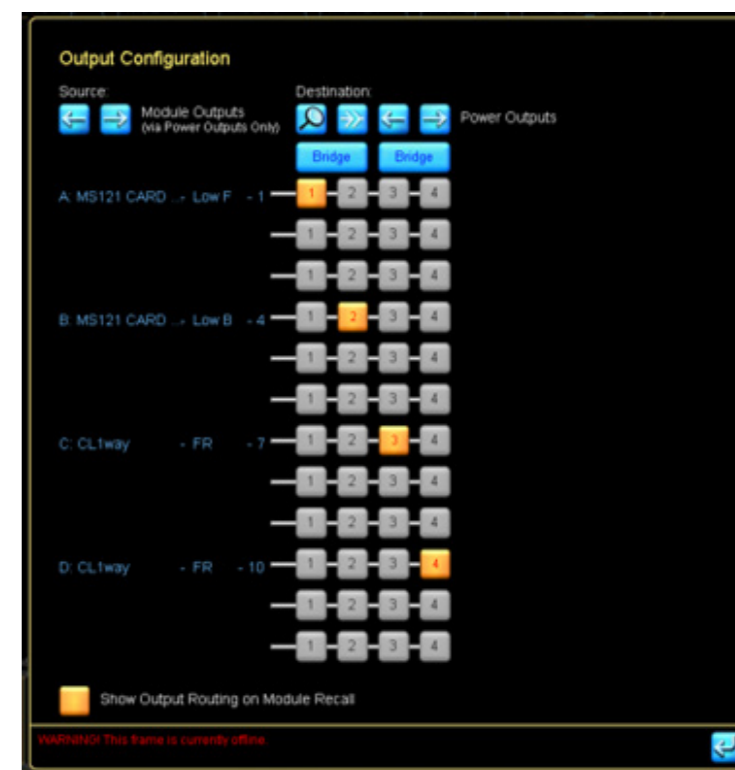 Output Configuration
Source: Destination:
Module Outputs
(via Power Outputs Only)
Power Outputs
Bridge Bridge
A: MS121 CARD ...- Low F - 1 1 2 3 4
1 2 3 4
1 2 3 4
B: MS121 CARD ...- Low B - 4 1 2 3 4
1 2 3 4
1 2 3 4
C: CL1way - FR - 7 1 2 3 4
1 2 3 4
1 2 3 4
D: CL1way - FR - 10 1 2 3 4
1 2 3 4
1 2 3 4
Show Output Routing on Module Recall
WARNING! This frame is currently offline.